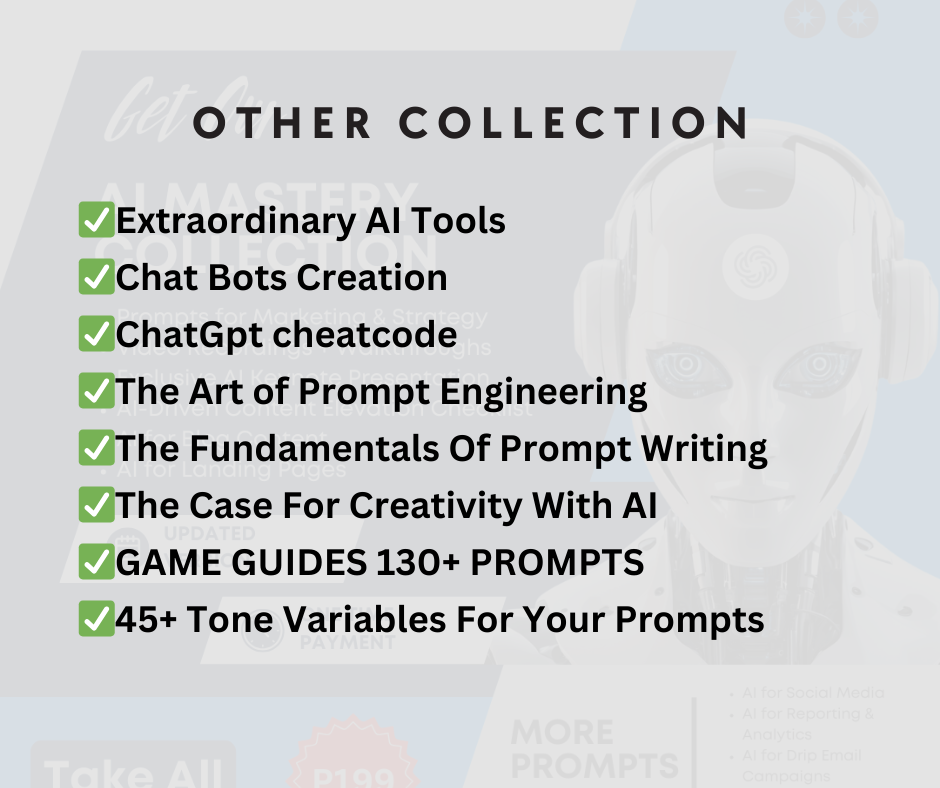 Get Our
OTHER COLLECTION
AI MASTERY
COLLECTION
✅Extraordinary AI Tools
✅Chat Bots Creation
Prompts for Marketing & Strategy
✅ChatGpt cheatcode
Video Recordings - Walkthroughs
Exclusive AI Keynote Presentation
✅The Art of Prompt Engineering
AI-Driven Content Elevation Checklist
✅The Fundamentals Of Prompt Writing
• AI for Landing Pages
✅The Case For Creativity With AI
UPDATED
✅GAME GUIDES 130+ PROMPTS
✅45+ Tone Variables For Your Prompts
PAYMENT
MORE
PROMPTS
• AI for Social Media
• AI for Reporting &
Analytics
• AI for Drip Email
Campaigns
Take All
P199